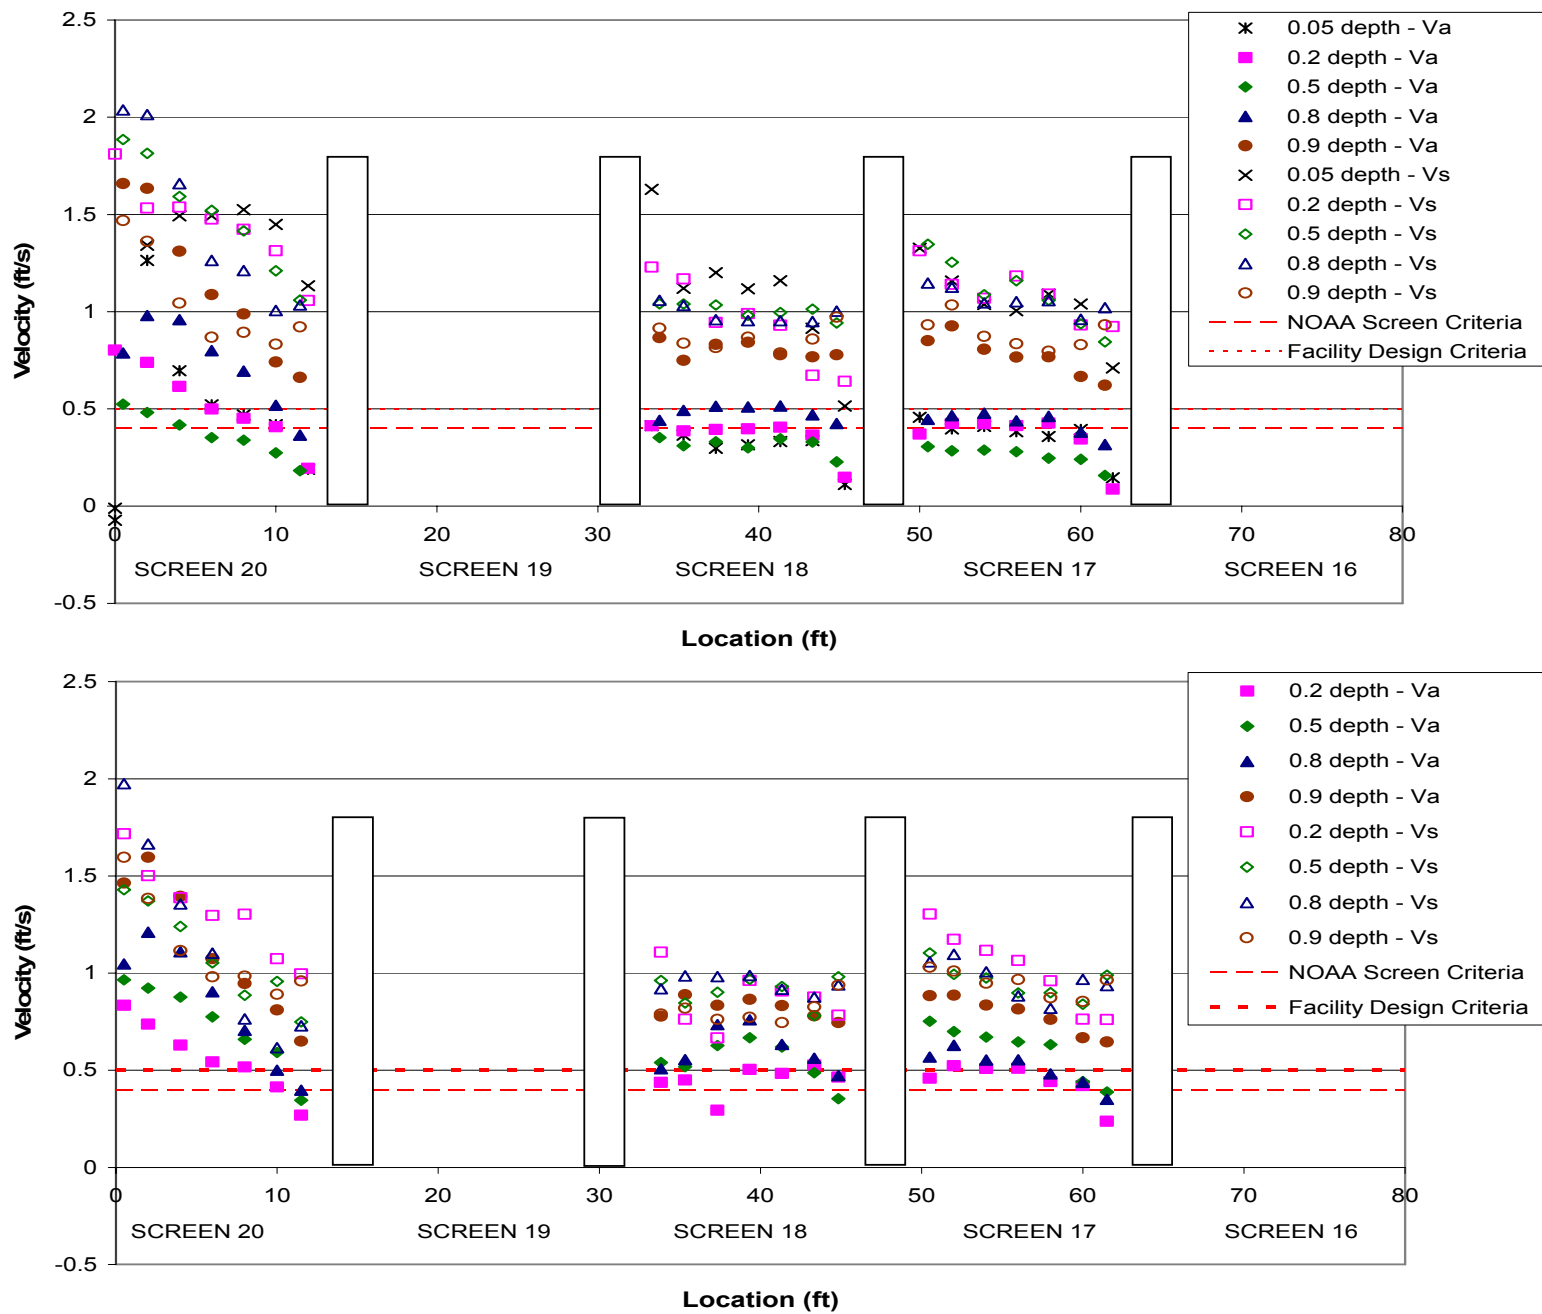 2.5
2
1.5
1
0.5
0
-0.5
Velocity (ft/s)
0 10 20 30 40 50 60 70 80
SCREEN 20 SCREEN 19 SCREEN 18 SCREEN 17 SCREEN 16
Location (ft)
0.05 depth - Va
0.2 depth - Va
0.5 depth - Va
0.8 depth - Va
0.9 depth - Va
0.05 depth - Vs
0.2 depth - Vs
0.5 depth - Vs
0.8 depth - Vs
0.9 depth - Vs
NOAA Screen Criteria
Facility Design Criteria
2.5
2
1.5
1
0.5
0
-0.5
Velocity (ft/s)
0 10 20 30 40 50 60 70 80
SCREEN 20 SCREEN 19 SCREEN 18 SCREEN 17 SCREEN 16
Location (ft)
0.2 depth - Va
0.5 depth - Va
0.8 depth - Va
0.9 depth - Va
0.2 depth - Vs
0.5 depth - Vs
0.8 depth - Vs
0.9 depth - Vs
NOAA Screen Criteria
Facility Design Criteria